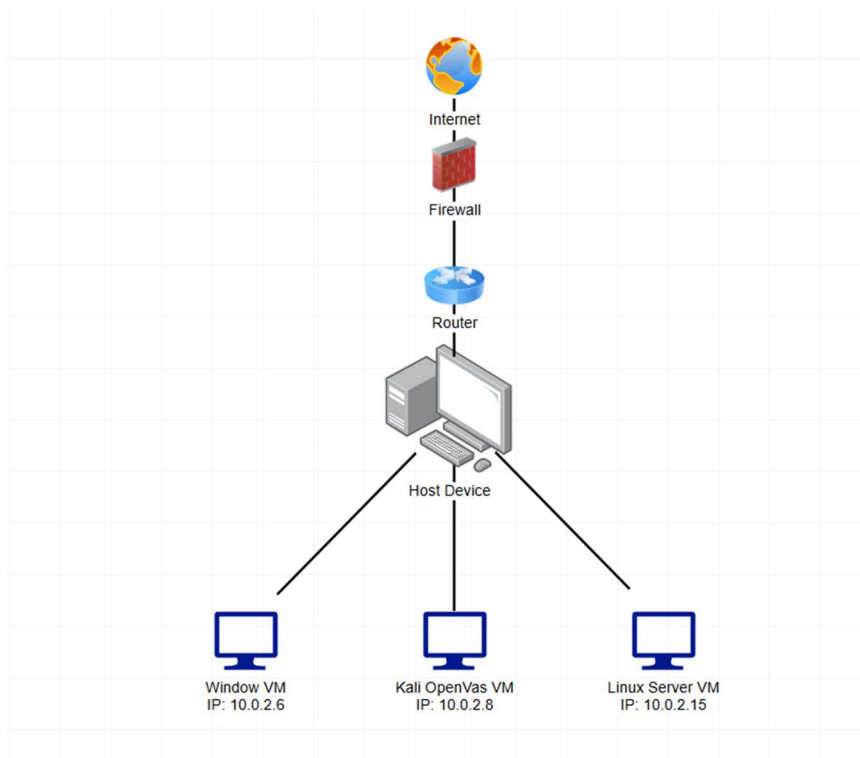 Internet
Firewall
Router
Host Device
Window VM
IP: 10.0.2.6
Kali OpenVas VM
IP: 10.0.2.8
Linux Server VM
IP: 10.0.2.15